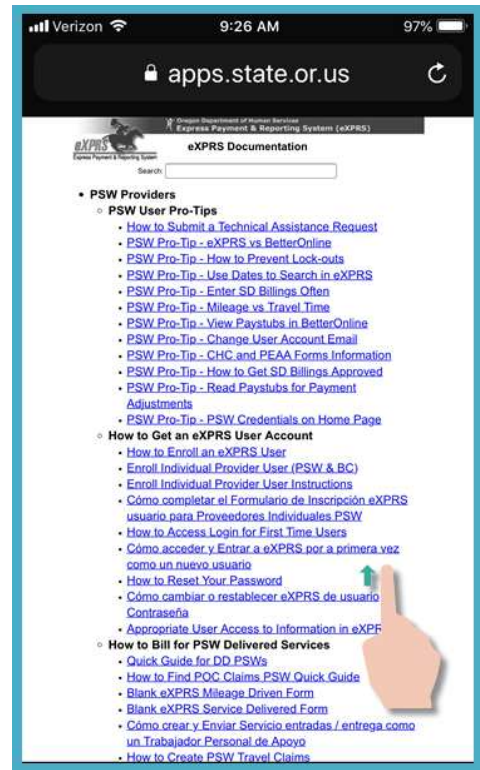 Verizon 9:26 AM 97%
apps.state.or.us
Oregon Department of Human Services
Express Payment & Reporting System (eXPRS)
eXPRS
Express Payment & Reporting System
eXPRS Documentation
Search
• PSW Providers
○ PSW User Pro-Tips
▪ How to Submit a Technical Assistance Request
▪ PSW Pro-Tip - eXPRS vs BetterOnline
▪ PSW Pro-Tip - How to Prevent Lock-outs
▪ PSW Pro-Tip - Use Dates to Search in eXPRS
▪ PSW Pro-Tip - Enter SD Billings Often
▪ PSW Pro-Tip - Mileage vs Travel Time
▪ PSW Pro-Tip - View Paystubs in BetterOnline
▪ PSW Pro-Tip - Change User Account Email
▪ PSW Pro-Tip - CHC and PEAA Forms Information
▪ PSW Pro-Tip - How to Get SD Billings Approved
▪ PSW Pro-Tip - Read Paystubs for Payment
Adjustments
▪ PSW Pro-Tip - PSW Credentials on Home Page
○ How to Get an eXPRS User Account
▪ How to Enroll an eXPRS User
▪ Enroll Individual Provider User (PSW & BC)
▪ Enroll Individual Provider User Instructions
▪ Cómo completar el Formulario de Inscripción eXPRS
usuario para Proveedores Individuales PSW
▪ How to Access Login for First Time Users
▪ Cómo acceder y Entrar a eXPRS por a primera vez
como un nuevo usuario
▪ How to Reset Your Password
▪ Cómo cambiar o restablecer eXPRS de usuario
Contraseña
▪ Appropriate User Access to Information in eXPR
○ How to Bill for PSW Delivered Services
▪ Quick Guide for DD PSWs
▪ How to Find POC Claims PSW Quick Guide
▪ Blank eXPRS Mileage Driven Form
▪ Blank eXPRS Service Delivered Form
▪ Cómo crear y Enviar Servicio entradas / entrega como
un Trabajador Personal de Apoyo
▪ How to Create PSW Travel Claims